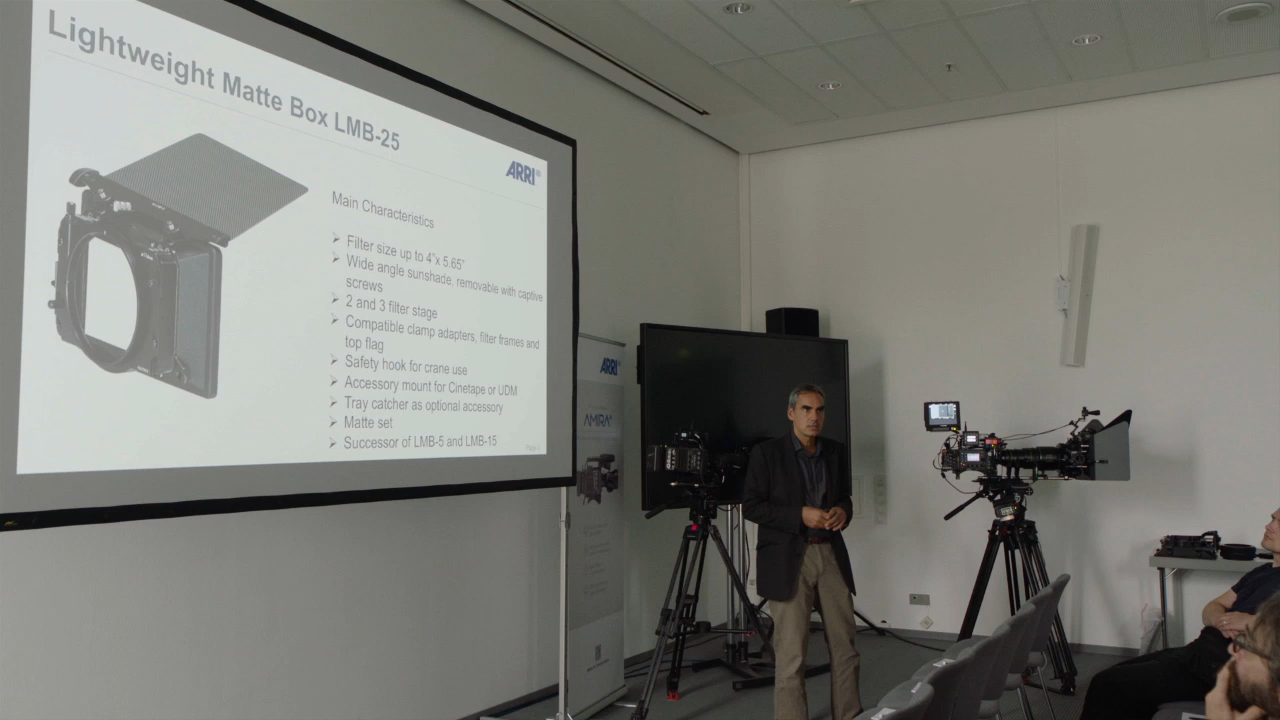 Lightweight Matte Box LMB-25
ARRI
Main Characteristics
➢ Filter size up to 4"x 5.65"
➢ Wide angle sunshade, removable with captive
screws
➢ 2 and 3 filter stage
➢ Compatible clamp adapters, filter frames and
top flag
➢ Safety hook for crane use
➢ Accessory mount for Cinetape or UDM
➢ Tray catcher as optional accessory
➢ Matte set
➢ Successor of LMB-5 and LMB-15
ARRI
AMIRA